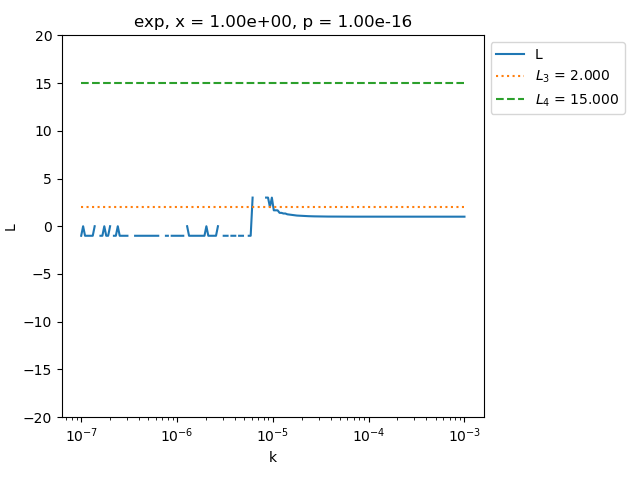 exp, x = 1.00e+00, p = 1.00e-16
20
15
10
5
0
−5
−10
−15
−20
L
10⁻⁷
10⁻⁶
10⁻⁵
10⁻⁴
10⁻³
k
L
L₃ = 2.000
L₄ = 15.000